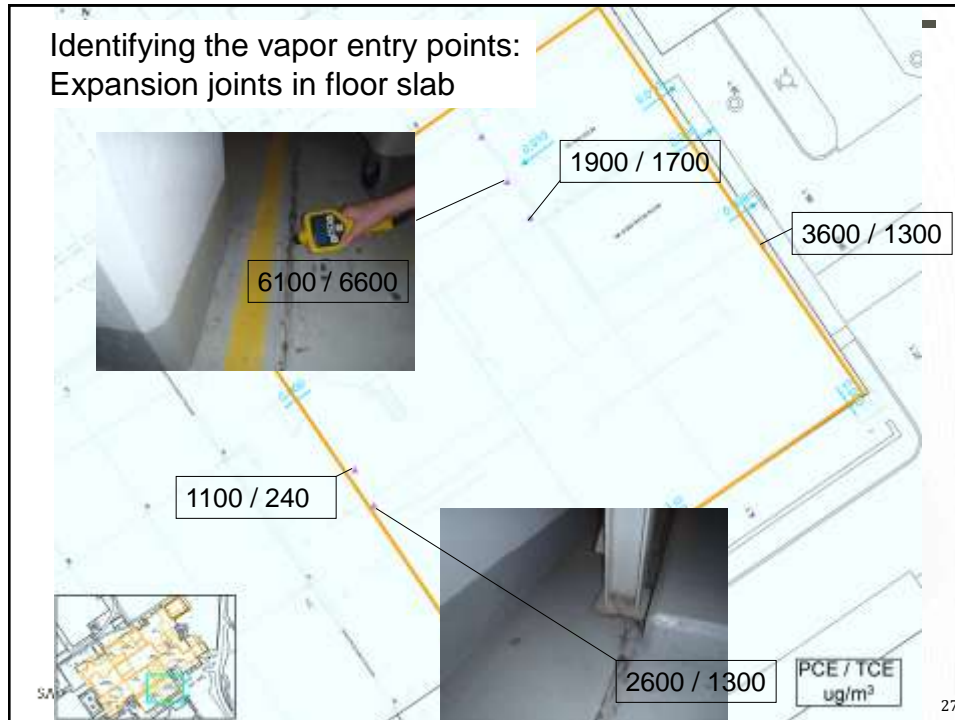 Identifying the vapor entry points:
Expansion joints in floor slab
1900 / 1700
3600 / 1300
6100 / 6600
1100 / 240
2600 / 1300
PCE / TCE
ug/m³
27